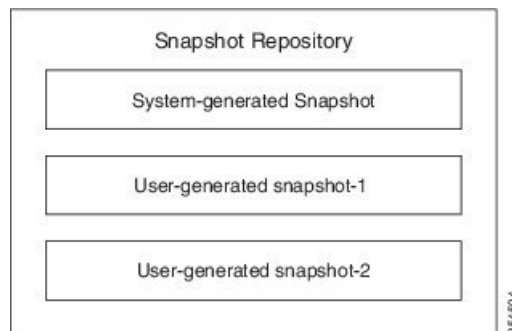 Snapshot Repository
System-generated Snapshot
User-generated snapshot-1
User-generated snapshot-2